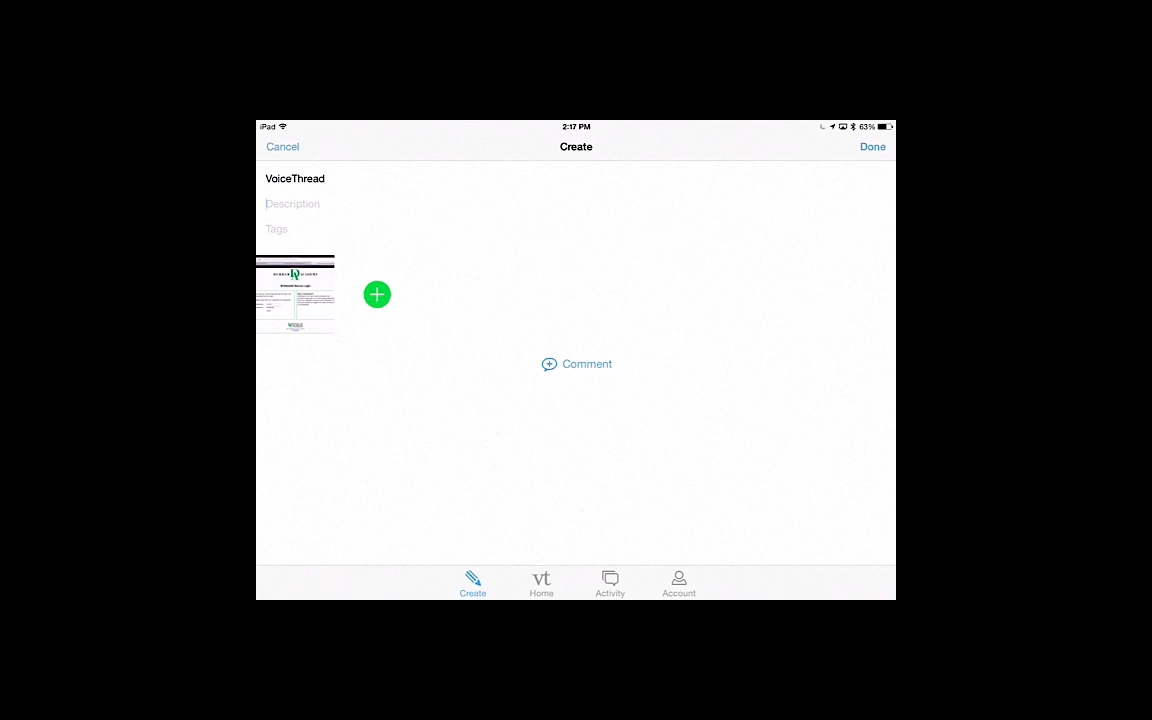 iPad 2:17 PM 63%
Cancel Create Done
VoiceThread
Description
Tags
Comment
vt
Create Home Activity Account